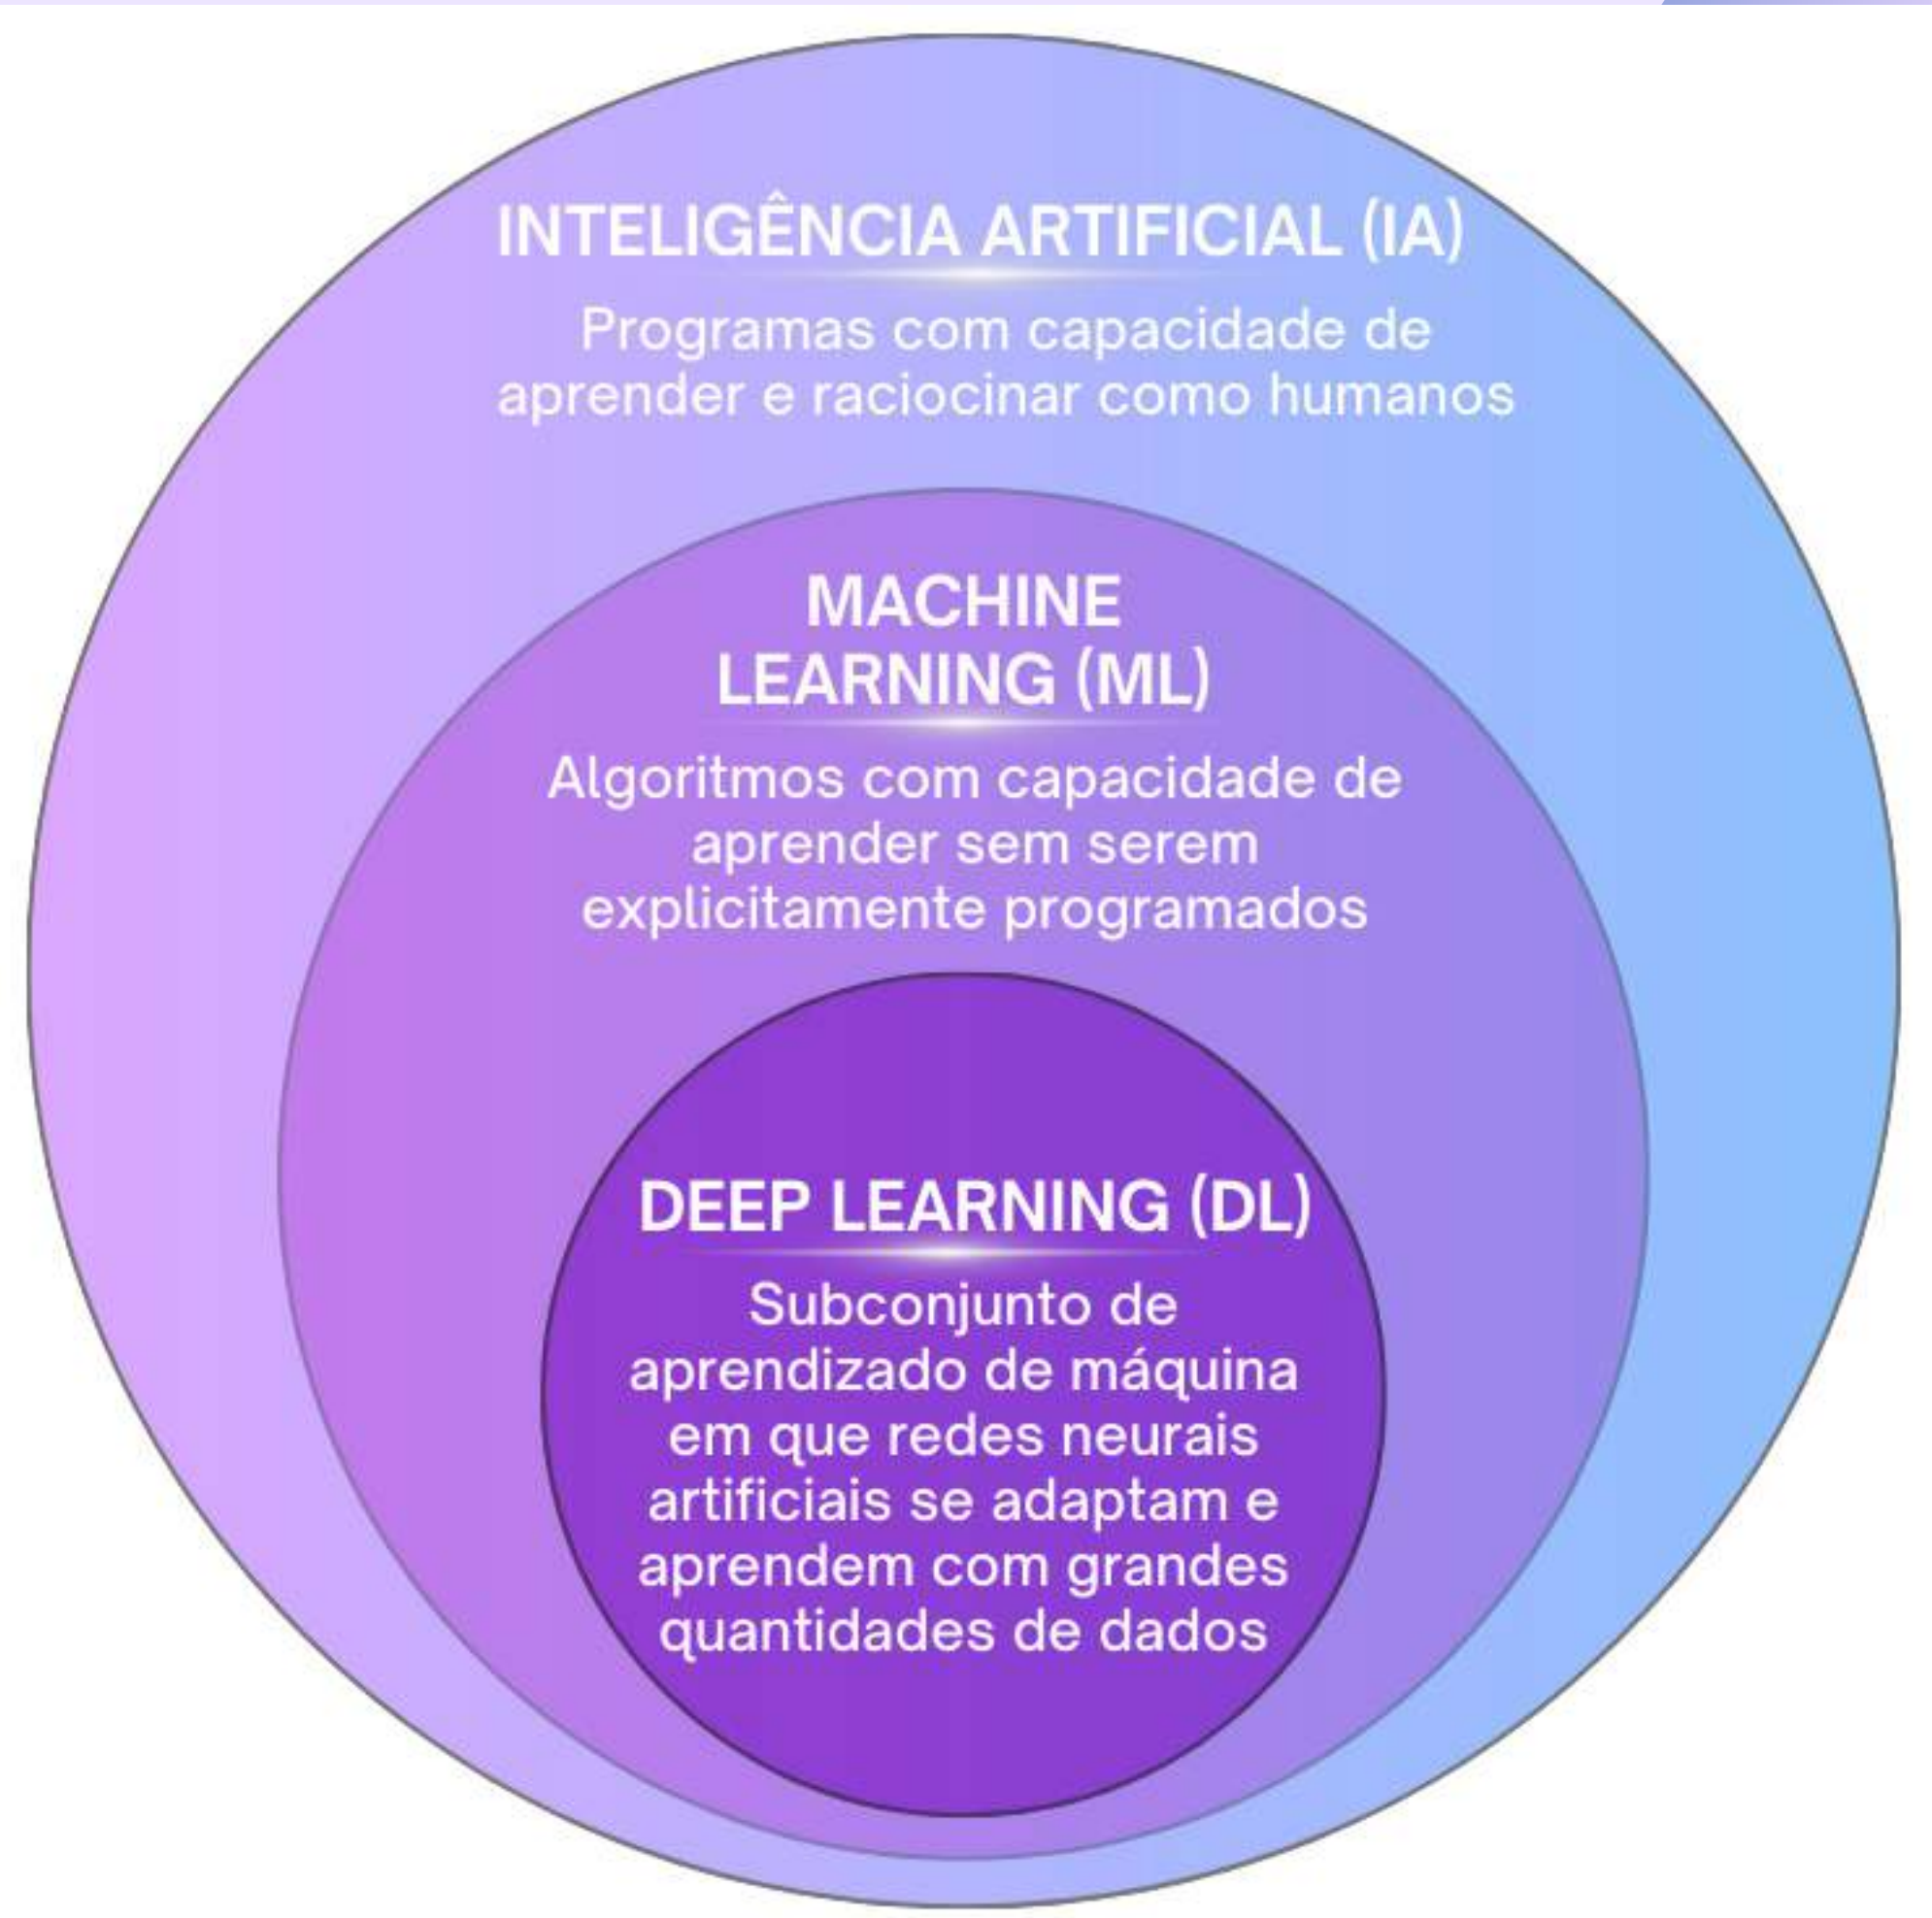 INTELIGÊNCIA ARTIFICIAL (IA)
Programas com capacidade de
aprender e raciocinar como humanos
MACHINE
LEARNING (ML)
Algoritmos com capacidade de
aprender sem serem
explicitamente programados
DEEP LEARNING (DL)
Subconjunto de
aprendizado de máquina
em que redes neurais
artificiais se adaptam e
aprendem com grandes
quantidades de dados